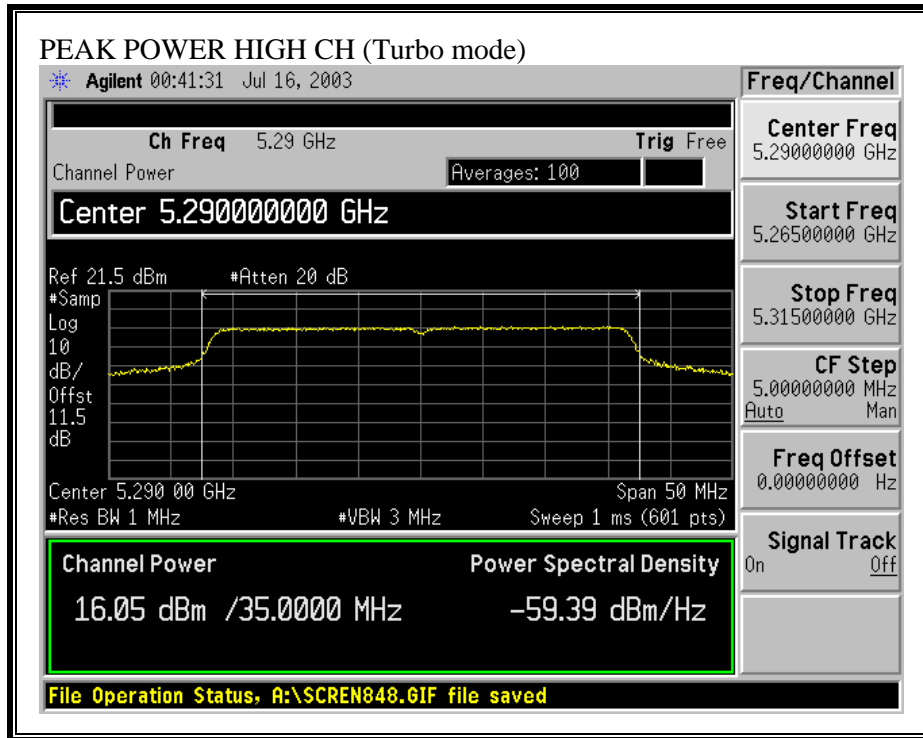 PEAK POWER HIGH CH (Turbo mode)
Agilent 00:41:31 Jul 16, 2003
Freq/Channel
Ch Freq 5.29 GHz Trig Free
Channel Power Averages: 100
Center 5.290000000 GHz
Ref 21.5 dBm #Atten 20 dB
#Samp
Log
10
dB/
Offst
11.5
dB
Center 5.290 00 GHz Span 50 MHz
#Res BW 1 MHz #VBW 3 MHz Sweep 1 ms (601 pts)
Channel Power Power Spectral Density
16.05 dBm /35.0000 MHz -59.39 dBm/Hz
File Operation Status, A:\SCREN848.GIF file saved
Center Freq
5.29000000 GHz
Start Freq
5.26500000 GHz
Stop Freq
5.31500000 GHz
CF Step
5.00000000 MHz
Auto Man
Freq Offset
0.00000000 Hz
Signal Track
On Off